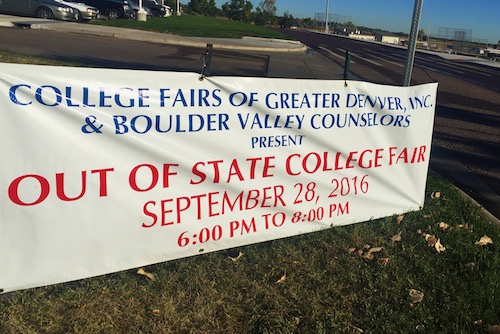 COLLEGE FAIRS OF GREATER DENVER, INC.
& BOULDER VALLEY COUNSELORS
PRESENT
OUT OF STATE COLLEGE FAIR
SEPTEMBER 28, 2016
6:00 PM TO 8:00 PM